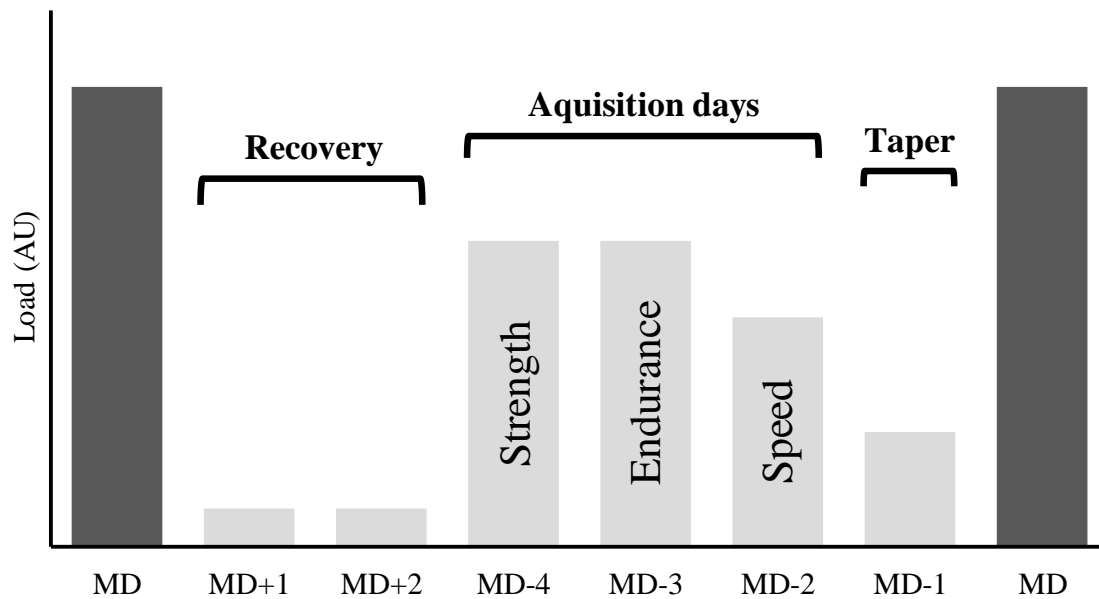 Aquisition days
Recovery
Taper
Load (AU)
Strength
Endurance
Speed
MD MD+1 MD+2 MD-4 MD-3 MD-2 MD-1 MD